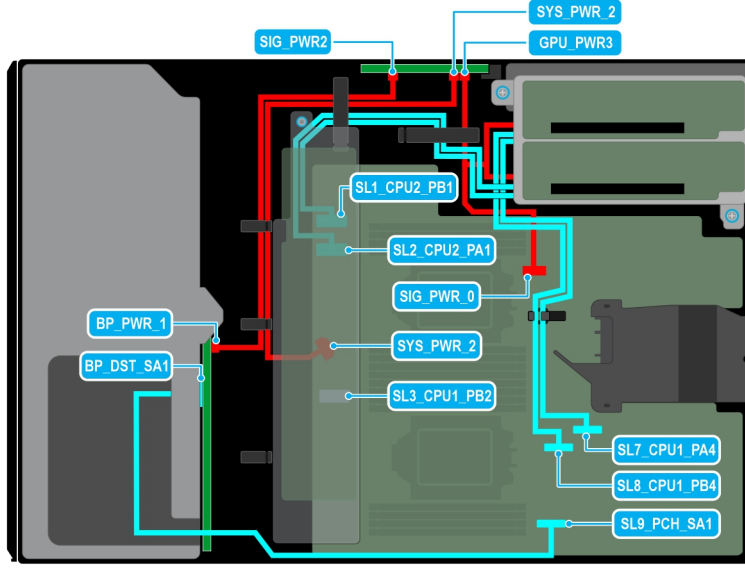 SYS_PWR_2
SIG_PWR2
GPU_PWR3
SL1_CPU2_PB1
SL2_CPU2_PA1
SIG_PWR_0
BP_PWR_1
SYS_PWR_2
BP_DST_SA1
SL3_CPU1_PB2
SL7_CPU1_PA4
SL8_CPU1_PB4
SL9_PCH_SA1